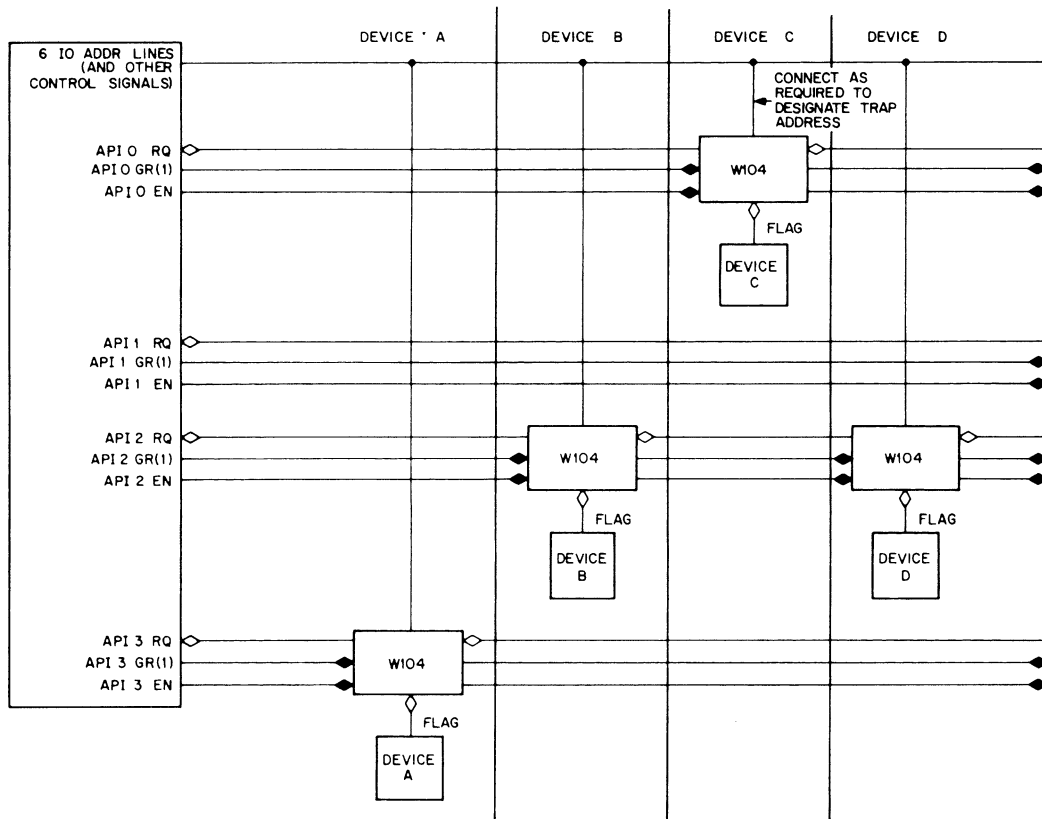 DEVICE A
DEVICE B
DEVICE C
DEVICE D
6 IO ADDR LINES
(AND OTHER
CONTROL SIGNALS)
CONNECT AS
REQUIRED TO
DESIGNATE TRAP
ADDRESS
API 0 RQ
API 0 GR(1)
API 0 EN
W104
FLAG
DEVICE
C
API 1 RQ
API 1 GR(1)
API 1 EN
API 2 RQ
API 2 GR(1)
API 2 EN
W104
W104
FLAG
FLAG
DEVICE
B
DEVICE
D
API 3 RQ
API 3 GR(1)
API 3 EN
W104
FLAG
DEVICE
A